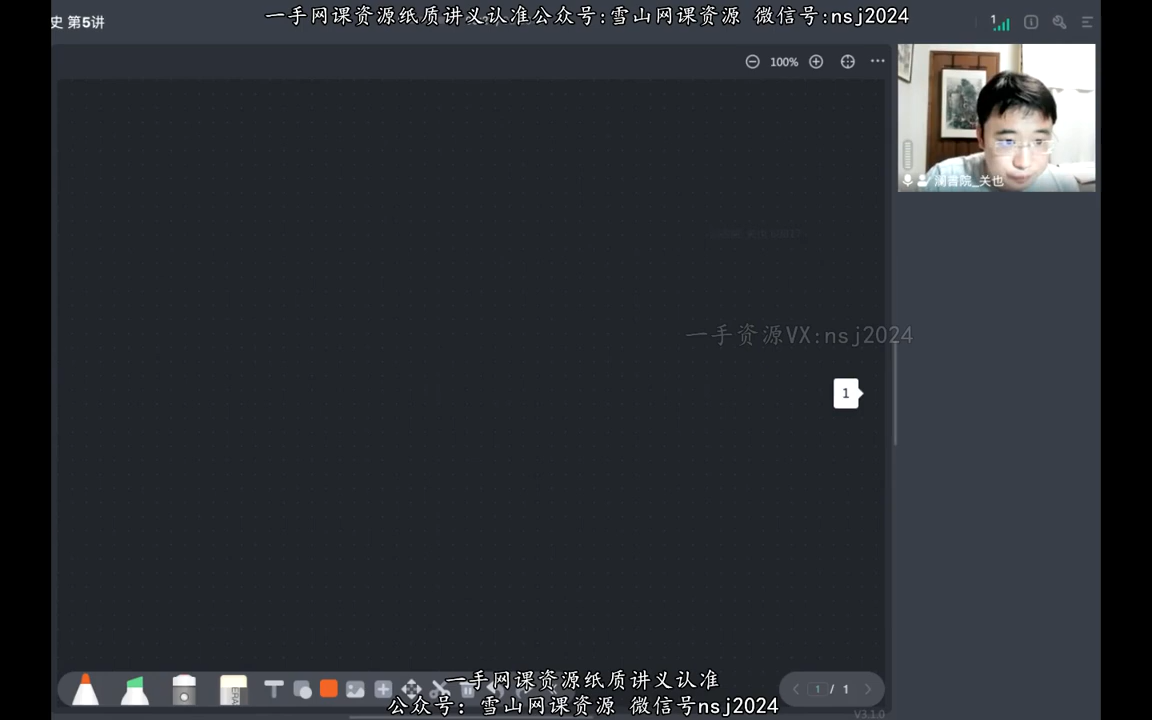 一手网课资源纸质讲义认准公众号:雪山网课资源 微信号:nsj2024
史 第5讲
1
100%
澜言院_关也
一手资源VX:nsj2024
1
一手网课资源纸质讲义认准
1 / 1
公众号: 雪山网课资源 微信号nsj2024
V3.1.0